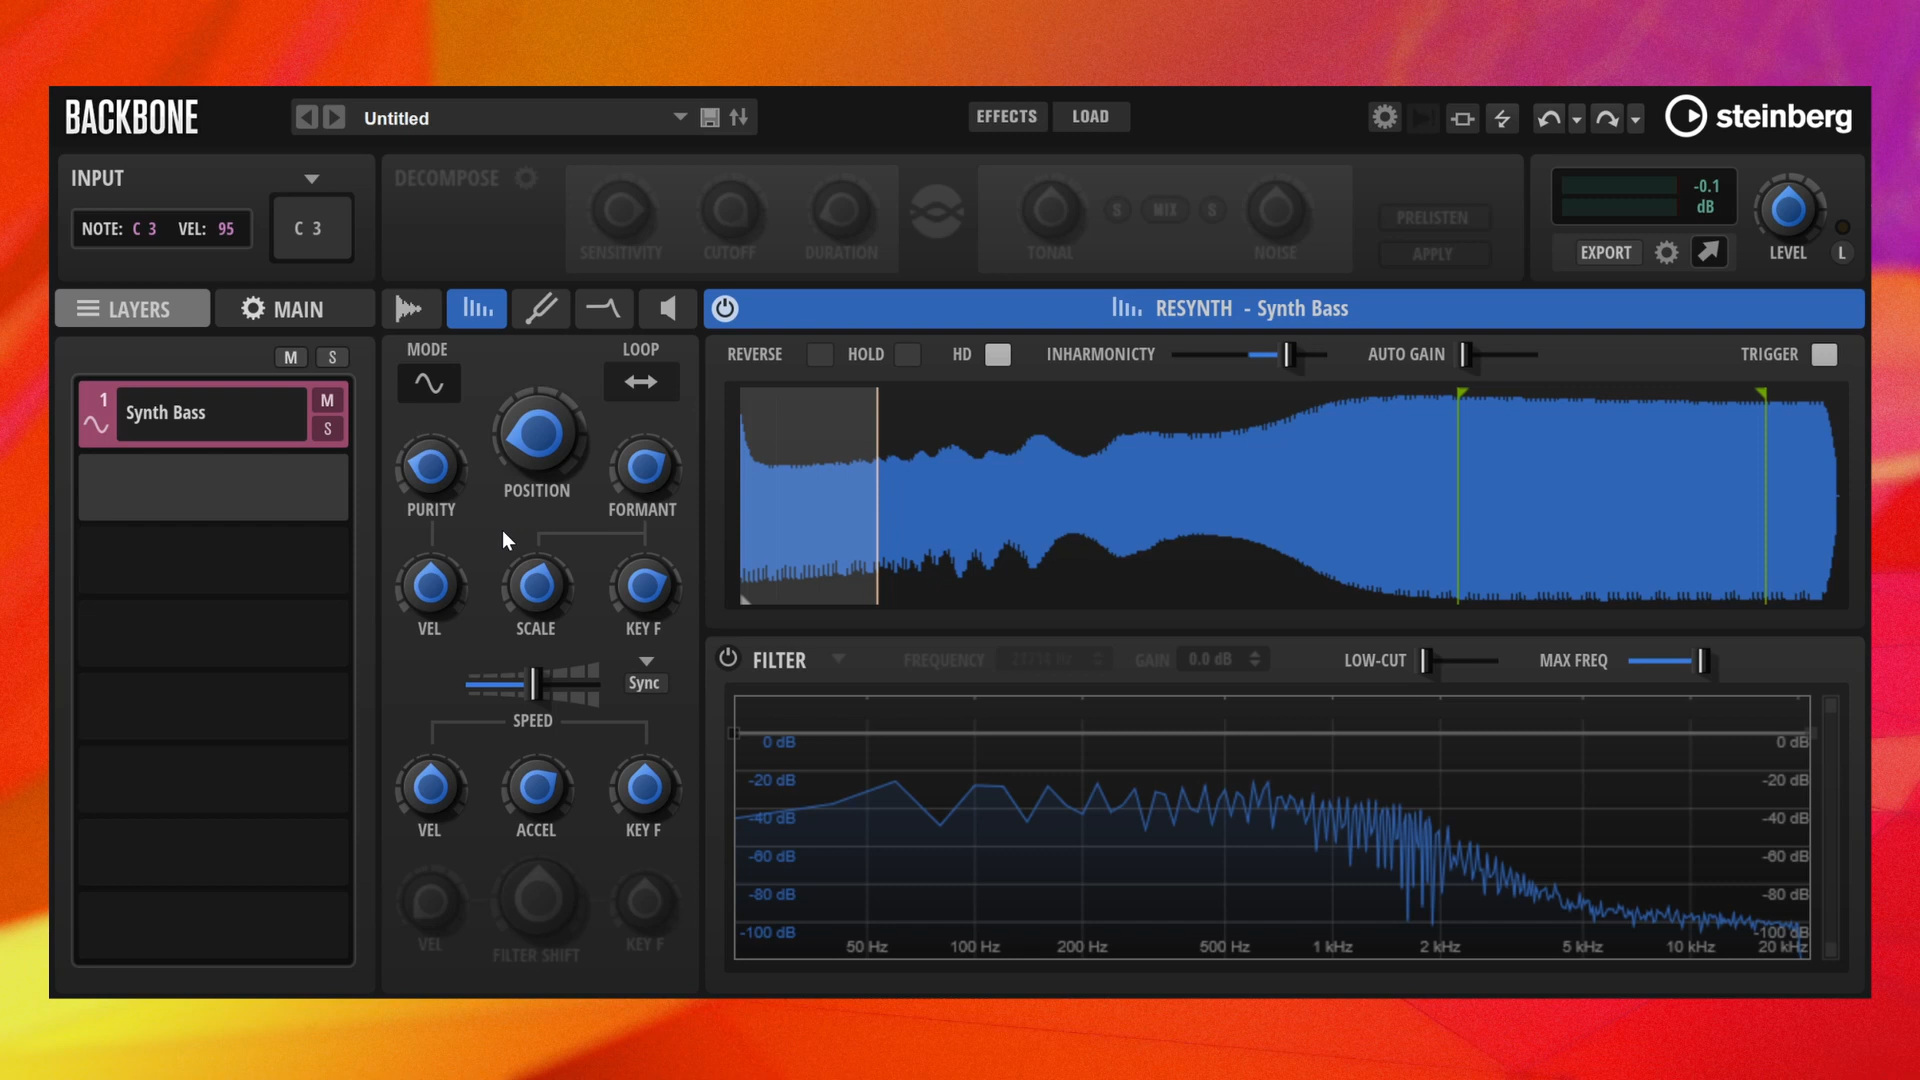 BACKBONE
Untitled
EFFECTS
LOAD
steinberg
INPUT
NOTE: C 3 VEL: 95
C 3
DECOMPOSE
SENSITIVITY
CUTOFF
DURATION
TONAL
S
MIX
S
NOISE
PRELISTEN
APPLY
-0.1
dB
EXPORT
LEVEL
L
LAYERS
MAIN
RESYNTH - Synth Bass
M
S
1
Synth Bass
M
S
MODE
LOOP
POSITION
PURITY
FORMANT
VEL
SCALE
KEY F
Sync
SPEED
VEL
ACCEL
KEY F
VEL
FILTER SHIFT
KEY F
REVERSE
HOLD
HD
INHARMONICTY
AUTO GAIN
TRIGGER
FILTER
FREQUENCY
GAIN
0.0 dB
LOW-CUT
MAX FREQ
0 dB
0 dB
-20 dB
-20 dB
-40 dB
-40 dB
-60 dB
-60 dB
-80 dB
-80 dB
-100 dB
-100 dB
50 Hz
100 Hz
200 Hz
500 Hz
1 kHz
2 kHz
5 kHz
10 kHz
20 kHz